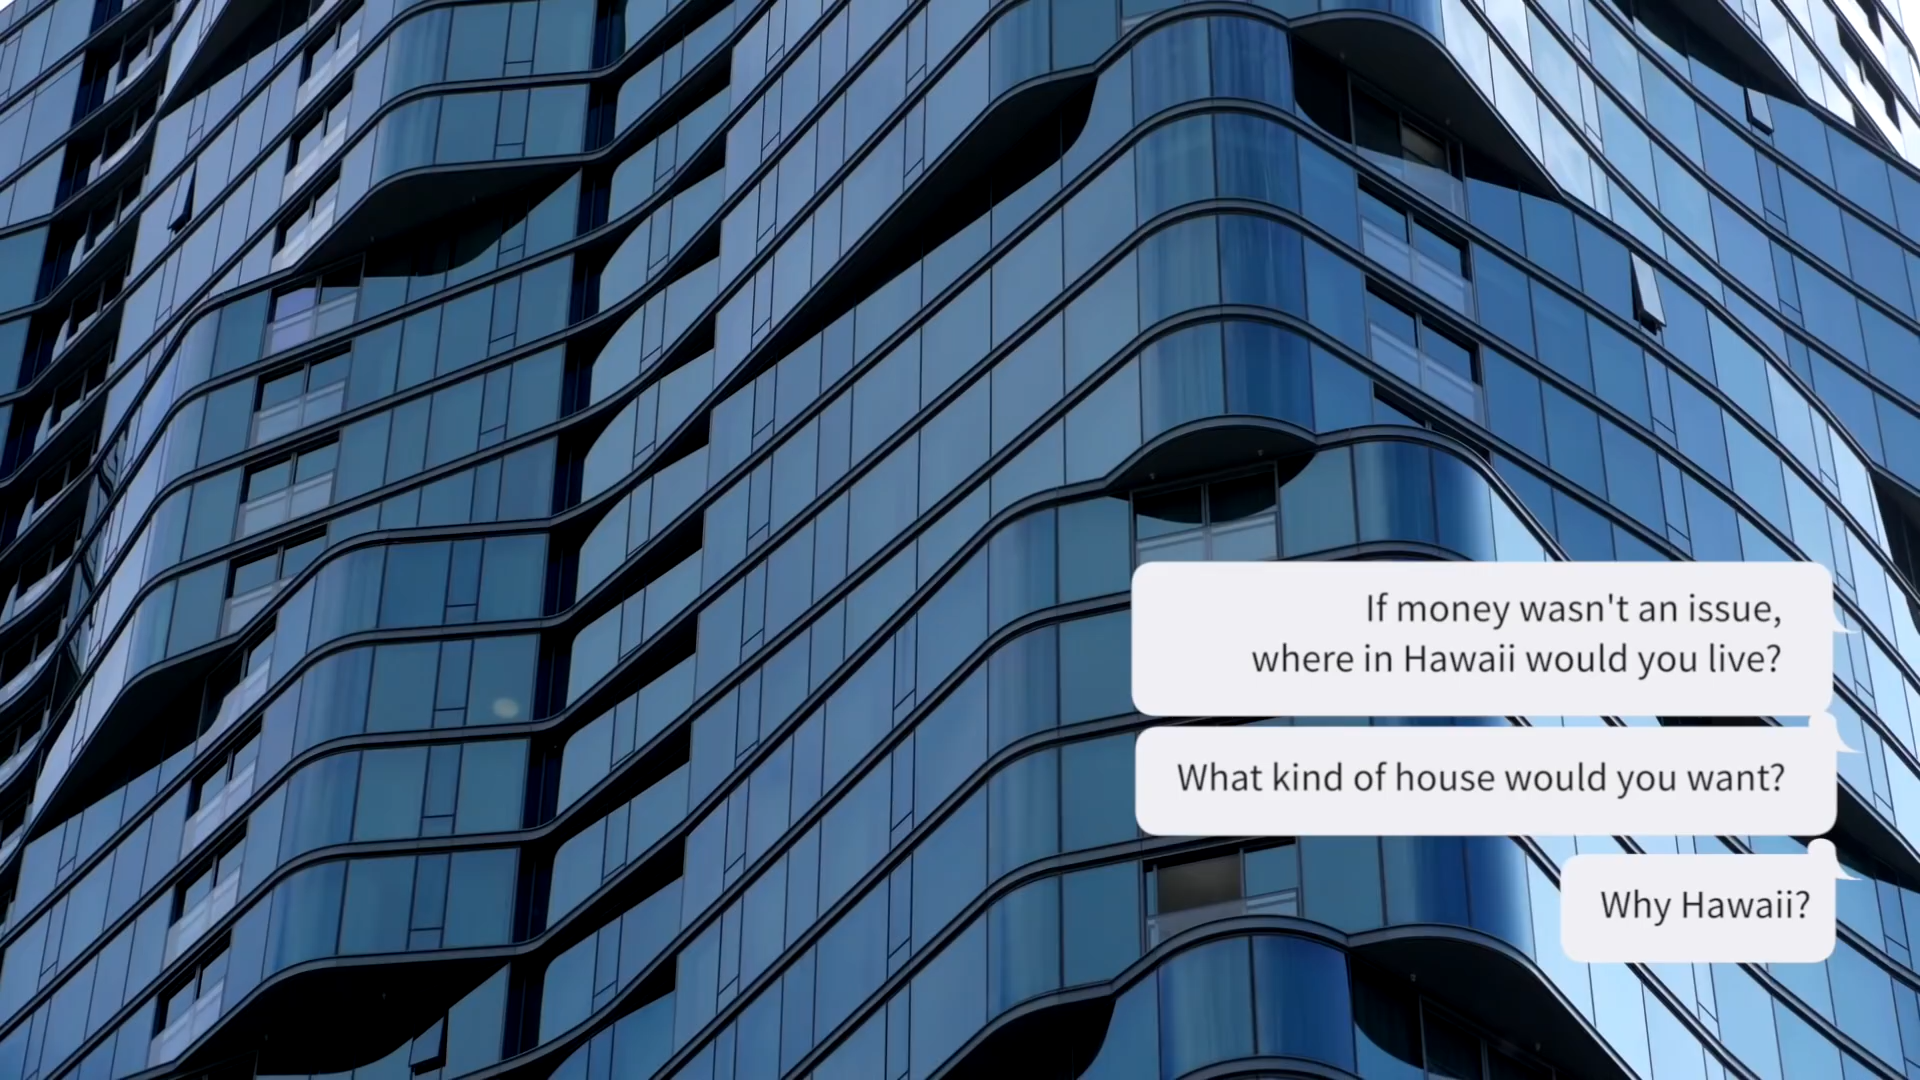 If money wasn't an issue,
where in Hawaii would you live?
What kind of house would you want?
Why Hawaii?